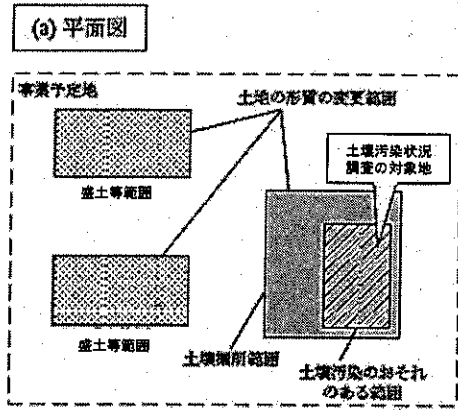 (a) 平面図
事業予定地
土地の形質の変更範囲
土壌汚染状況
調査の対象地
盛土等範囲
盛土等範囲
土壌掘削範囲
土壌汚染のおそれ
のある範囲